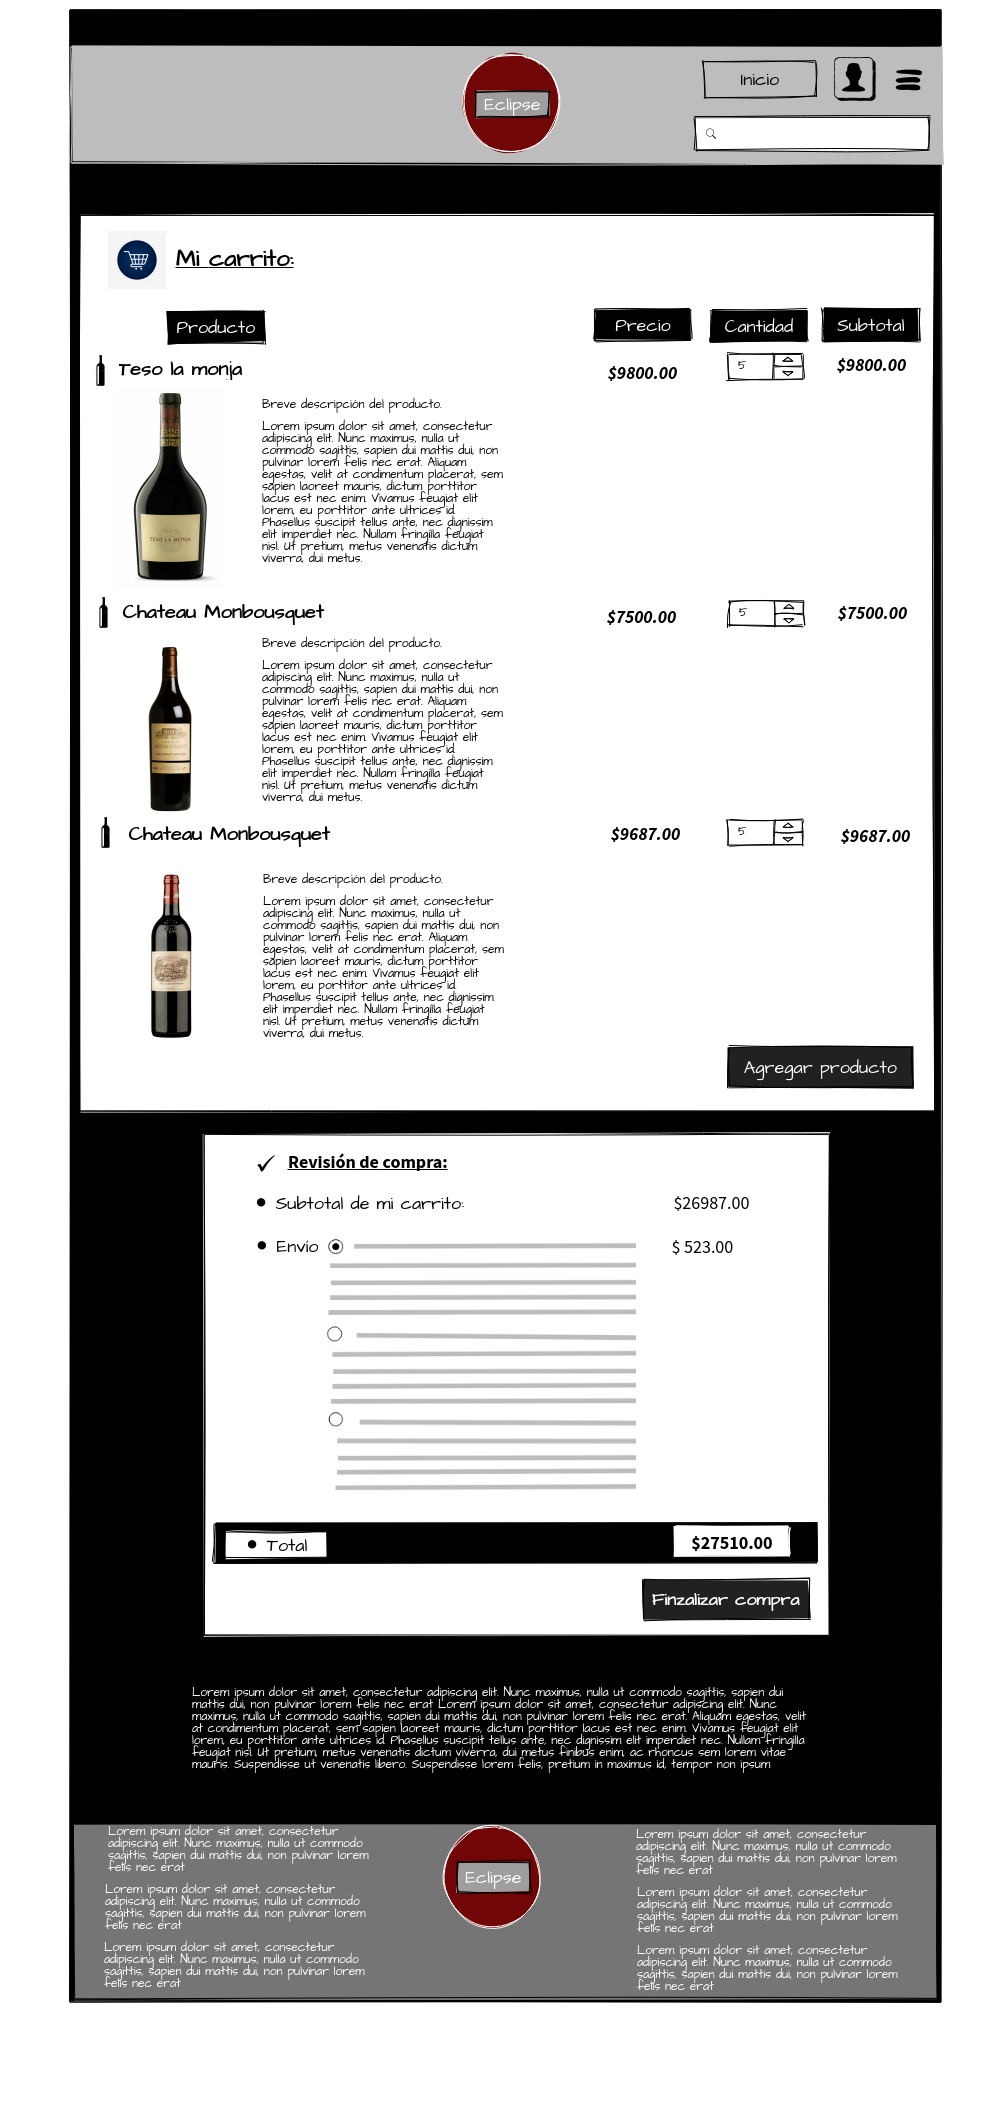 Eclipse
Inicio
Mi carrito:
Producto
Precio
Cantidad
Subtotal
Teso la monja
$9800.00
5
$9800.00
TESO LA MONJA
Breve descripción del producto.
Lorem ipsum dolor sit amet, consectetur
adipiscing elit. Nunc maximus, nulla ut
commodo sagittis, sapien dui mattis dui, non
pulvinar lorem felis nec erat. Aliquam
egestas, velit at condimentum placerat, sem
sapien laoreet mauris, dictum porttitor
lacus est nec enim. Vivamus feugiat elit
lorem, eu porttitor ante ultrices id.
Phasellus suscipit tellus ante, nec dignissim
elit imperdiet nec. Nullam fringilla feugiat
nisl. Ut pretium, metus venenatis dictum
viverra, dui metus.
Chateau Monbousquet
$7500.00
5
$7500.00
Breve descripción del producto.
Lorem ipsum dolor sit amet, consectetur
adipiscing elit. Nunc maximus, nulla ut
commodo sagittis, sapien dui mattis dui, non
pulvinar lorem felis nec erat. Aliquam
egestas, velit at condimentum placerat, sem
sapien laoreet mauris, dictum porttitor
lacus est nec enim. Vivamus feugiat elit
lorem, eu porttitor ante ultrices id.
Phasellus suscipit tellus ante, nec dignissim
elit imperdiet nec. Nullam fringilla feugiat
nisl. Ut pretium, metus venenatis dictum
viverra, dui metus.
Chateau Monbousquet
$9687.00
5
$9687.00
Breve descripción del producto.
Lorem ipsum dolor sit amet, consectetur
adipiscing elit. Nunc maximus, nulla ut
commodo sagittis, sapien dui mattis dui, non
pulvinar lorem felis nec erat. Aliquam
egestas, velit at condimentum placerat, sem
sapien laoreet mauris, dictum porttitor
lacus est nec enim. Vivamus feugiat elit
lorem, eu porttitor ante ultrices id.
Phasellus suscipit tellus ante, nec dignissim
elit imperdiet nec. Nullam fringilla feugiat
nisl. Ut pretium, metus venenatis dictum
viverra, dui metus.
Agregar producto
Revisión de compra:
Subtotal de mi carrito:
$26987.00
Envío
$ 523.00
Total
$27510.00
Finzalizar compra
Lorem ipsum dolor sit amet, consectetur adipiscing elit. Nunc maximus, nulla ut commodo sagittis, sapien dui
mattis dui, non pulvinar lorem felis nec erat Lorem ipsum dolor sit amet, consectetur adipiscing elit. Nunc
maximus, nulla ut commodo sagittis, sapien dui mattis dui, non pulvinar lorem felis nec erat. Aliquam egestas, velit
at condimentum placerat, sem sapien laoreet mauris, dictum porttitor lacus est nec enim. Vivamus feugiat elit
lorem, eu porttitor ante ultrices id. Phasellus suscipit tellus ante, nec dignissim elit imperdiet nec. Nullam fringilla
feugiat nisl. Ut pretium, metus venenatis dictum viverra, dui metus finibus enim, ac rhoncus sem lorem vitae
mauris. Suspendisse ut venenatis libero. Suspendisse lorem felis, pretium in maximus id, tempor non ipsum
Lorem ipsum dolor sit amet, consectetur
adipiscing elit. Nunc maximus, nulla ut commodo
sagittis, sapien dui mattis dui, non pulvinar lorem
felis nec erat
Lorem ipsum dolor sit amet, consectetur
adipiscing elit. Nunc maximus, nulla ut commodo
sagittis, sapien dui mattis dui, non pulvinar lorem
felis nec erat
Lorem ipsum dolor sit amet, consectetur
adipiscing elit. Nunc maximus, nulla ut commodo
sagittis, sapien dui mattis dui, non pulvinar lorem
felis nec erat
Eclipse
Lorem ipsum dolor sit amet, consectetur
adipiscing elit. Nunc maximus, nulla ut commodo
sagittis, sapien dui mattis dui, non pulvinar lorem
felis nec erat
Lorem ipsum dolor sit amet, consectetur
adipiscing elit. Nunc maximus, nulla ut commodo
sagittis, sapien dui mattis dui, non pulvinar lorem
felis nec erat
Lorem ipsum dolor sit amet, consectetur
adipiscing elit. Nunc maximus, nulla ut commodo
sagittis, sapien dui mattis dui, non pulvinar lorem
felis nec erat